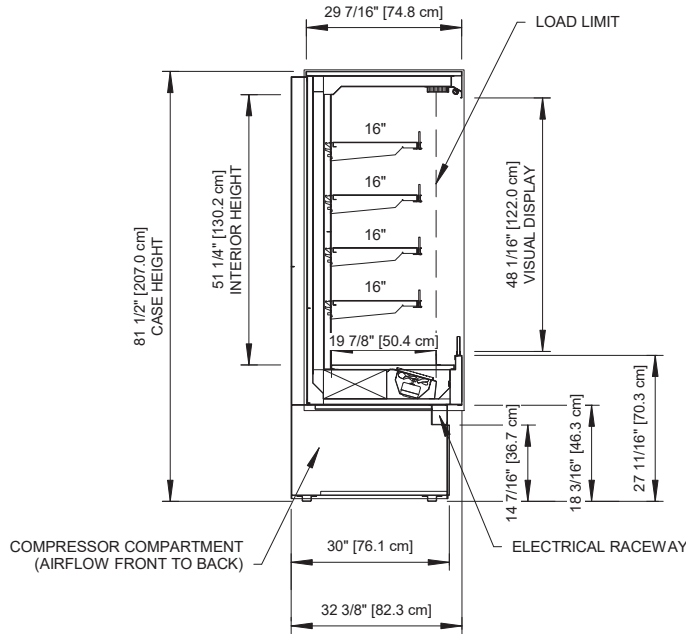 29 7/16" [74.8 cm]
LOAD LIMIT
16"
16"
16"
16"
81 1/2" [207.0 cm]
CASE HEIGHT
51 1/4" [130.2 cm]
INTERIOR HEIGHT
48 1/16" [122.0 cm]
VISUAL DISPLAY
19 7/8" [50.4 cm]
14 7/16" [36.7 cm]
18 3/16" [46.3 cm]
27 11/16" [70.3 cm]
COMPRESSOR COMPARTMENT
(AIRFLOW FRONT TO BACK)
30" [76.1 cm]
ELECTRICAL RACEWAY
32 3/8" [82.3 cm]